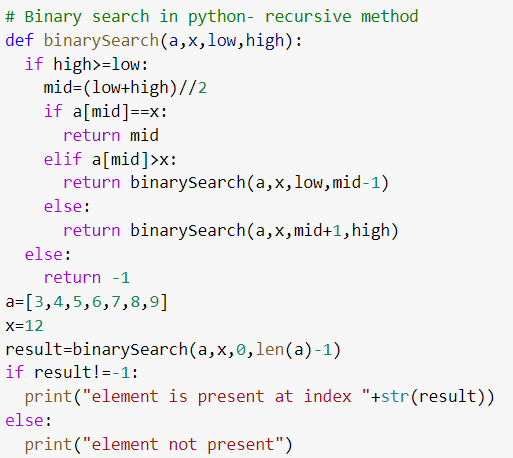 # Binary search in python- recursive method
def binarySearch(a,x,low,high):
  if high>=low:
    mid=(low+high)//2
    if a[mid]==x:
      return mid
    elif a[mid]>x:
      return binarySearch(a,x,low,mid-1)
    else:
      return binarySearch(a,x,mid+1,high)
  else:
    return -1
a=[3,4,5,6,7,8,9]
x=12
result=binarySearch(a,x,0,len(a)-1)
if result!=-1:
  print("element is present at index "+str(result))
else:
  print("element not present")